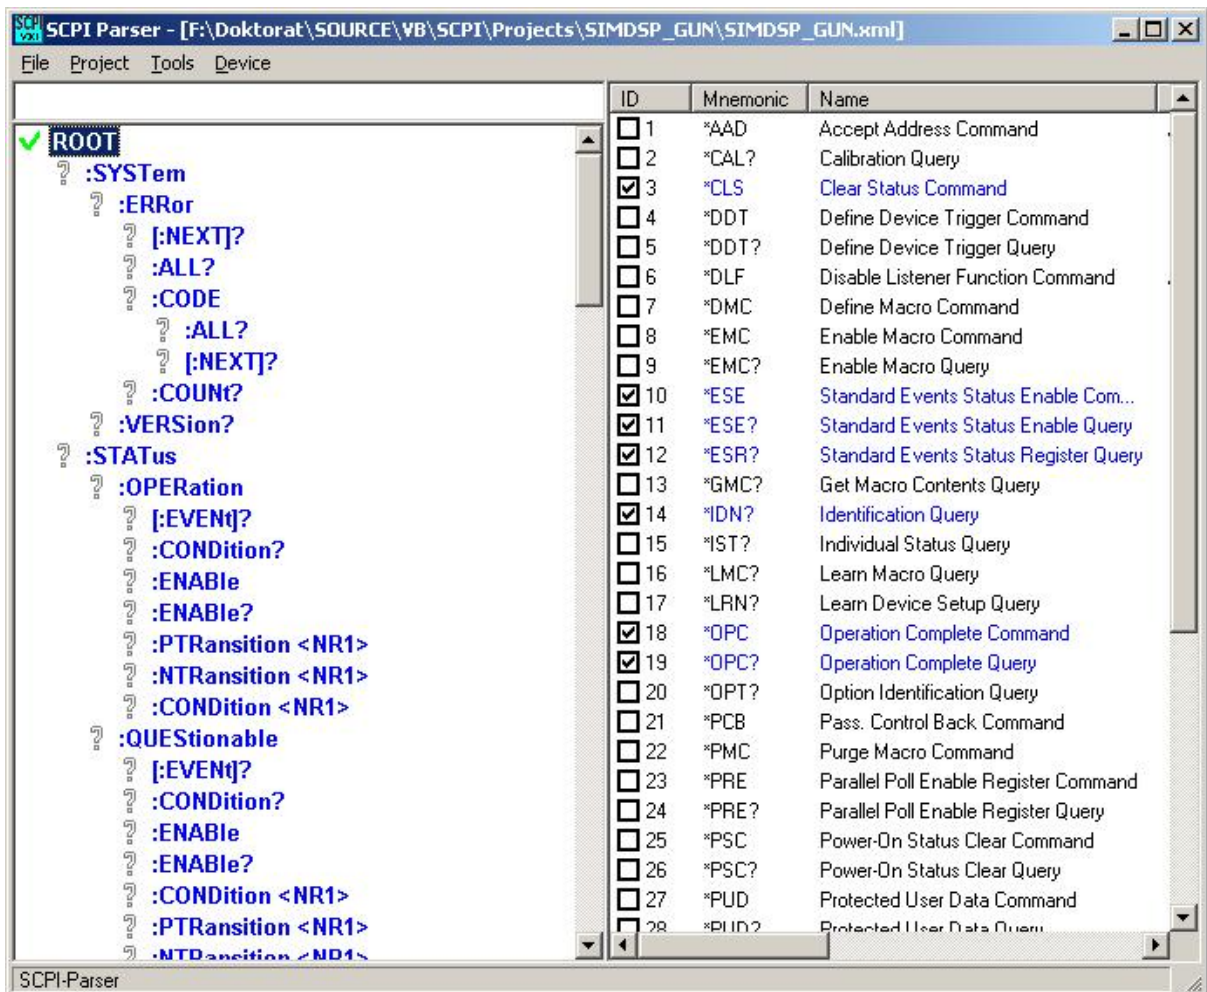 SCPI VXI SCPI Parser - [F:\Doktorat\SOURCE\VB\SCPI\Projects\SIMDSP_GUN\SIMDSP_GUN.xml]
File Project Tools Device
ROOT
:SYSTem
:ERRor
[:NEXT]?
:ALL?
:CODE
:ALL?
[:NEXT]?
:COUNt?
:VERSion?
:STATus
:OPERation
[:EVENt]?
:CONDition?
:ENABle
:ENABle?
:PTRansition <NR1>
:NTRansition <NR1>
:CONDition <NR1>
:QUEStionable
[:EVENt]?
:CONDition?
:ENABle
:ENABle?
:CONDition <NR1>
:PTRansition <NR1>
:NTRansition <NR1>
ID Mnemonic Name
1 *AAD Accept Address Command
2 *CAL? Calibration Query
3 *CLS Clear Status Command
4 *DDT Define Device Trigger Command
5 *DDT? Define Device Trigger Query
6 *DLF Disable Listener Function Command
7 *DMC Define Macro Command
8 *EMC Enable Macro Command
9 *EMC? Enable Macro Query
10 *ESE Standard Events Status Enable Com...
11 *ESE? Standard Events Status Enable Query
12 *ESR? Standard Events Status Register Query
13 *GMC? Get Macro Contents Query
14 *IDN? Identification Query
15 *IST? Individual Status Query
16 *LMC? Learn Macro Query
17 *LRN? Learn Device Setup Query
18 *OPC Operation Complete Command
19 *OPC? Operation Complete Query
20 *OPT? Option Identification Query
21 *PCB Pass. Control Back Command
22 *PMC Purge Macro Command
23 *PRE Parallel Poll Enable Register Command
24 *PRE? Parallel Poll Enable Register Query
25 *PSC Power-On Status Clear Command
26 *PSC? Power-On Status Clear Query
27 *PUD Protected User Data Command
28 *PUD? Protected User Data Query
SCPI-Parser